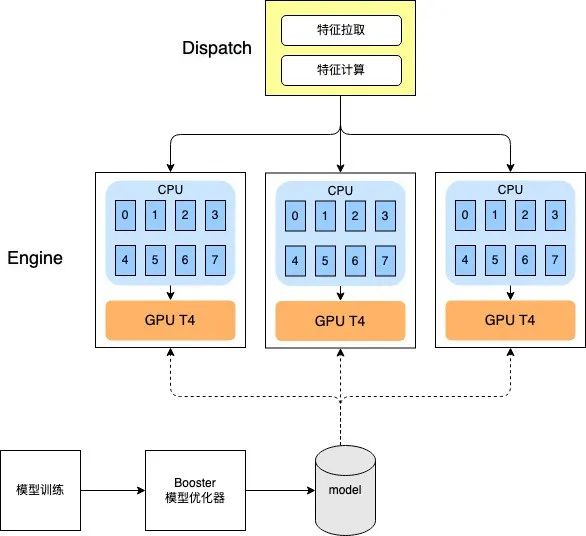 Dispatch
特征拉取
特征计算
Engine
CPU
0 1 2 3
4 5 6 7
GPU T4
CPU
0 1 2 3
4 5 6 7
GPU T4
CPU
0 1 2 3
4 5 6 7
GPU T4
模型训练
Booster
模型优化器
model